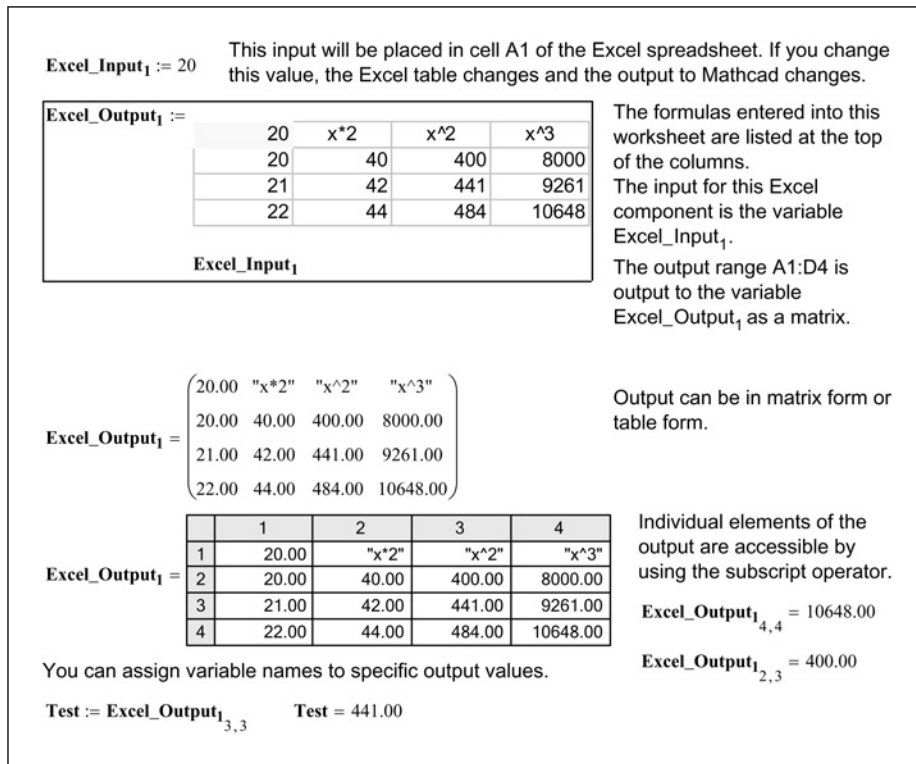 Excel_Input1 := 20
This input will be placed in cell A1 of the Excel spreadsheet. If you change
this value, the Excel table changes and the output to Mathcad changes.
Excel_Output1 :=
20 x*2 x^2 x^3
20 40 400 8000
21 42 441 9261
22 44 484 10648
Excel_Input1
The formulas entered into this
worksheet are listed at the top
of the columns.
The input for this Excel
component is the variable
Excel_Input1.
The output range A1:D4 is
output to the variable
Excel_Output1 as a matrix.
Excel_Output1 =
20.00 "x*2" "x^2" "x^3"
20.00 40.00 400.00 8000.00
21.00 42.00 441.00 9261.00
22.00 44.00 484.00 10648.00
Output can be in matrix form or
table form.
Excel_Output1 =
1 2 3 4
1 20.00 "x*2" "x^2" "x^3"
2 20.00 40.00 400.00 8000.00
3 21.00 42.00 441.00 9261.00
4 22.00 44.00 484.00 10648.00
Individual elements of the
output are accessible by
using the subscript operator.
Excel_Output1 4,4 = 10648.00
Excel_Output1 2,3 = 400.00
You can assign variable names to specific output values.
Test := Excel_Output1 3,3 Test = 441.00